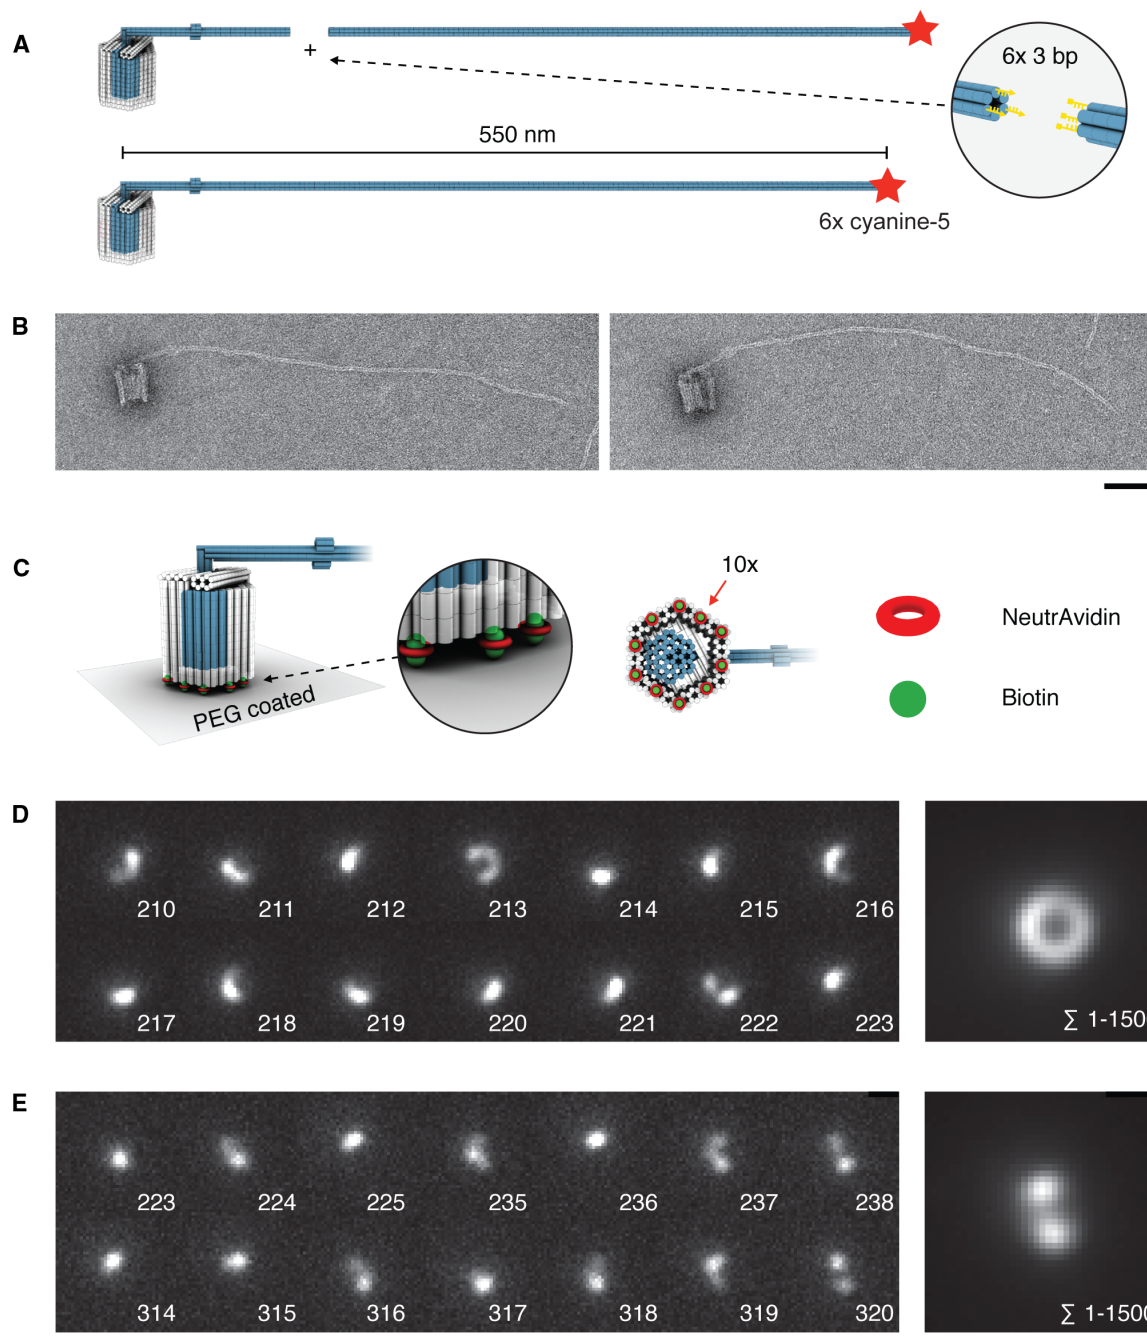 A
+
6x 3 bp
550 nm
6x cyanine-5
B
C
10x
NeutrAvidin
PEG coated
Biotin
D
210 211 212 213 214 215 216
217 218 219 220 221 222 223
∑ 1-150
E
223 224 225 235 236 237 238
314 315 316 317 318 319 320
∑ 1-1500